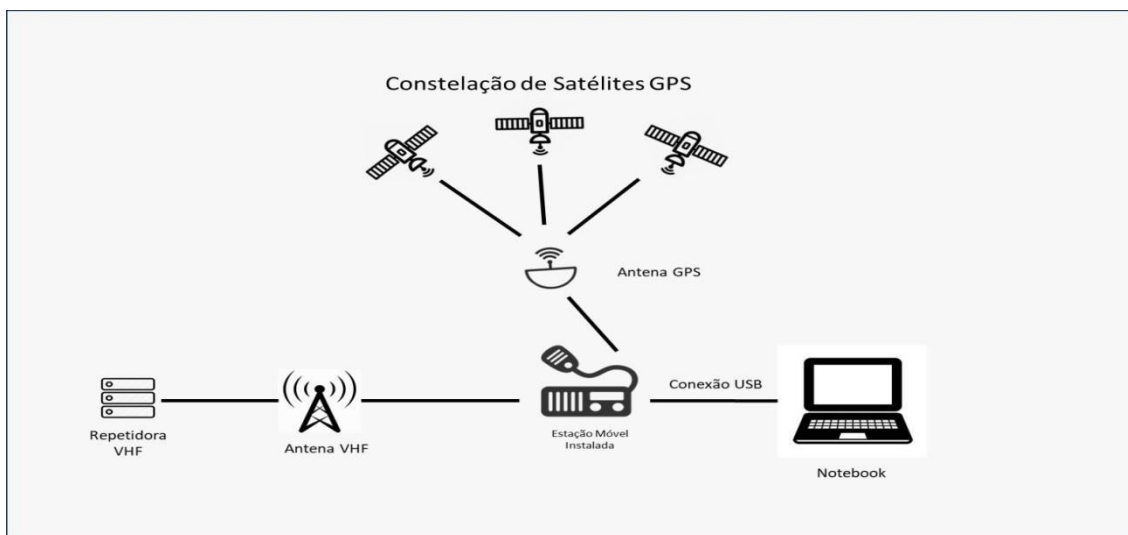 Constelação de Satélites GPS
Antena GPS
Conexão USB
Repetidora
VHF
Antena VHF
Estação Móvel
Instalada
Notebook